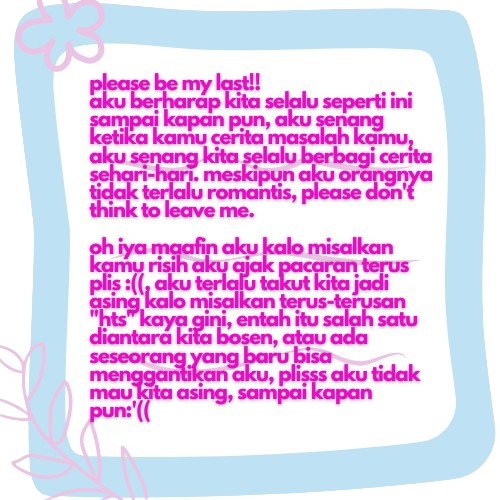 please be my last!!
aku berharap kita selalu seperti ini
sampai kapan pun, aku senang
ketika kamu cerita masalah kamu,
aku senang kita selalu berbagi cerita
sehari-hari. meskipun aku orangnya
tidak terlalu romantis, please don't
think to leave me.
oh iya maafin aku kalo misalkan
kamu risih aku ajak pacaran terus
plis :((, aku terlalu takut kita jadi
asing kalo misalkan terus-terusan
"hts" kaya gini, entah itu salah satu
diantara kita bosen, atau ada
seseorang yang baru bisa
menggantikan aku, plisss aku tidak
mau kita asing, sampai kapan
pun:'((